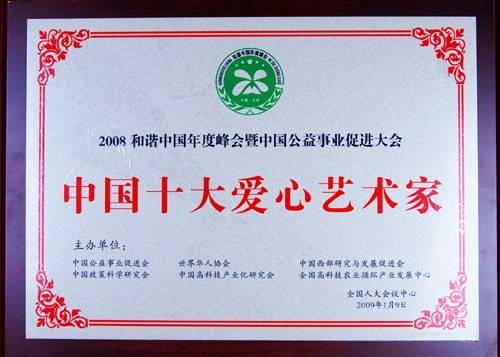 2008 和谐中国年度峰会暨中国公益事业促进大会
中国十大爱心艺术家
主办单位：
中国公益事业促进会 世界华人协会 中国西部研究与发展促进会
中国政策科学研究会 中国高科技产业化研究会 全国高科技农业循环产业发展中心
全国人大会议中心
2009年1月9日